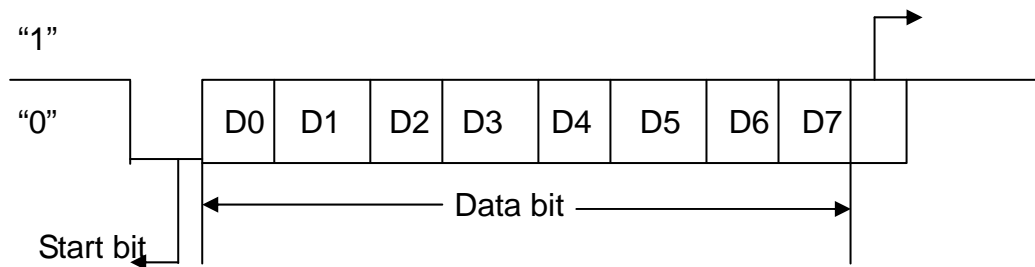 “1”
“0” D0 D1 D2 D3 D4 D5 D6 D7
Data bit
Start bit